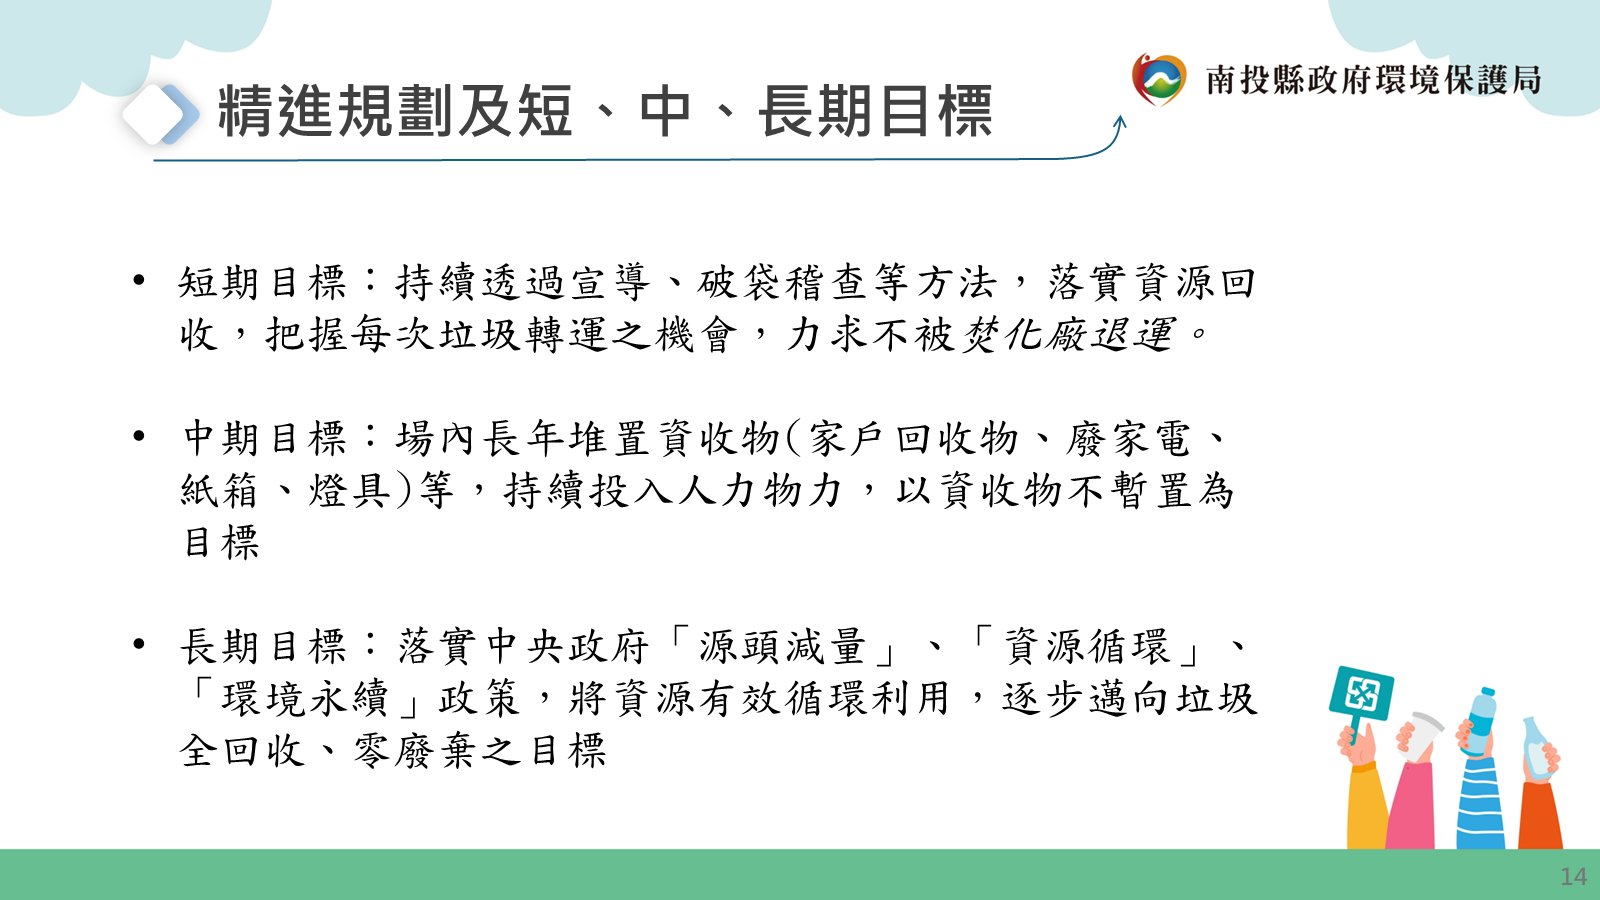 精進規劃及短、中、長期目標
南投縣政府環境保護局
• 短期目標：持續透過宣導、破袋稽查等方法，落實資源回
收，把握每次垃圾轉運之機會，力求不被焚化廠退運。
• 中期目標：場內長年堆置資收物(家戶回收物、廢家電、
紙箱、燈具)等，持續投入人力物力，以資收物不暫置為
目標
• 長期目標：落實中央政府「源頭減量」、「資源循環」、
「環境永續」政策，將資源有效循環利用，逐步邁向垃圾
全回收、零廢棄之目標
14